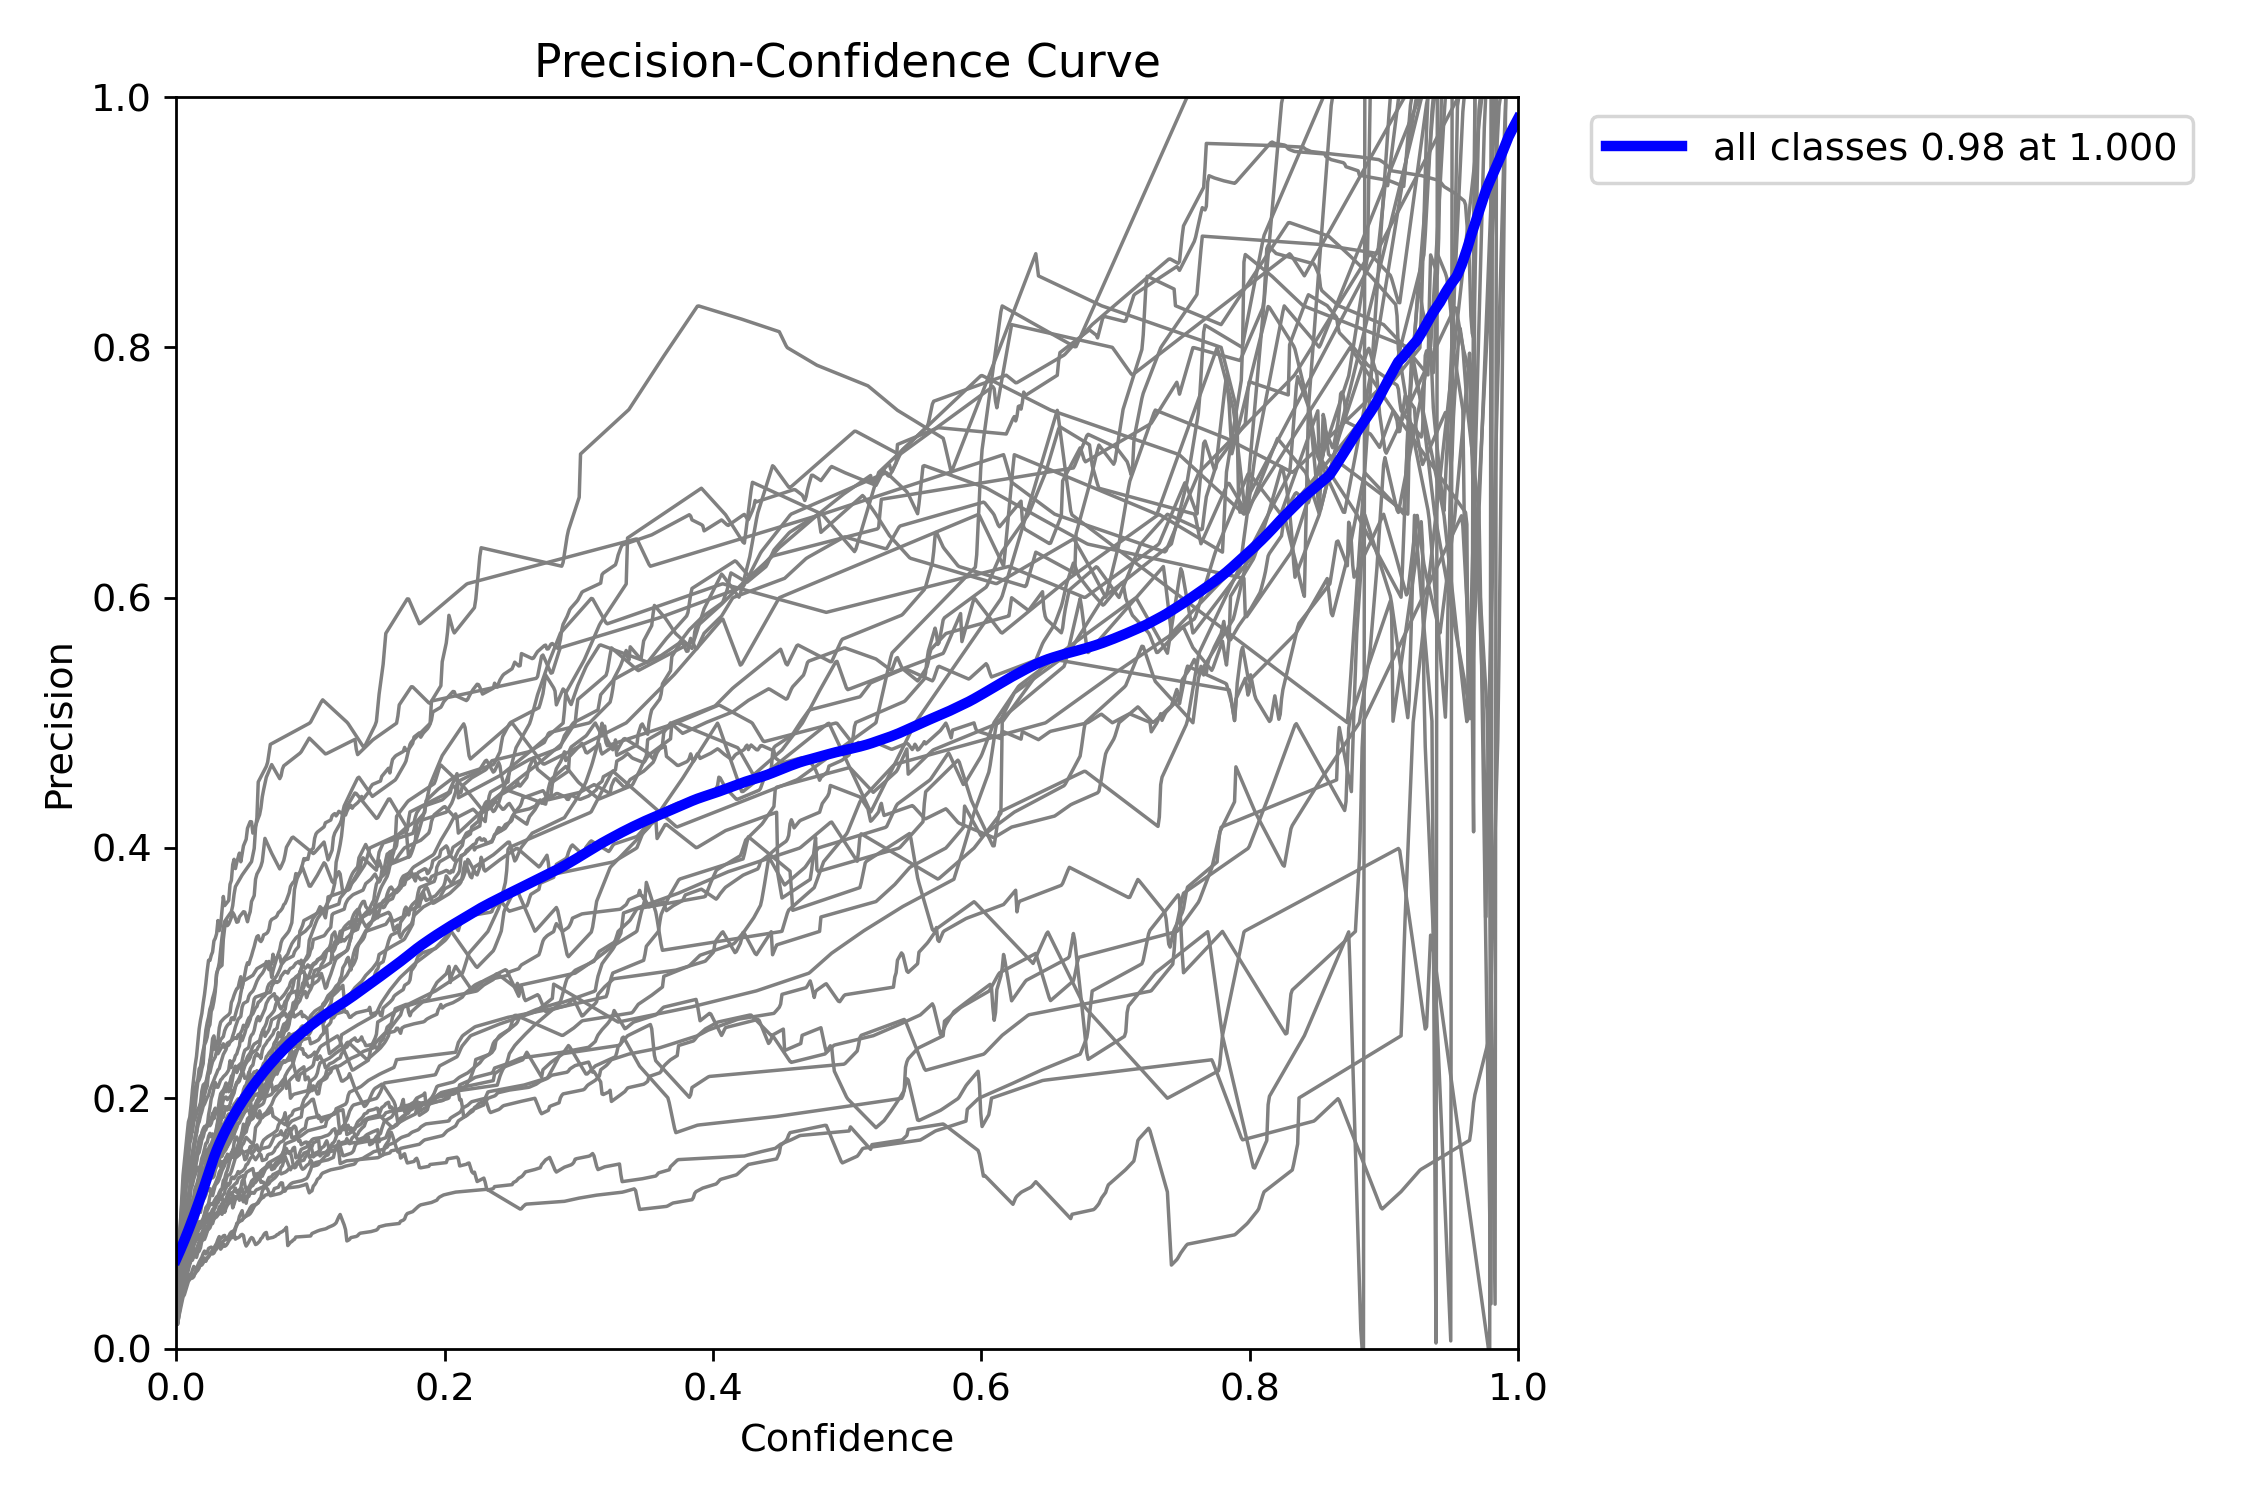 Precision-Confidence Curve
all classes 0.98 at 1.000
Precision
1.0
0.8
0.6
0.4
0.2
0.0
0.0 0.2 0.4 0.6 0.8 1.0
Confidence